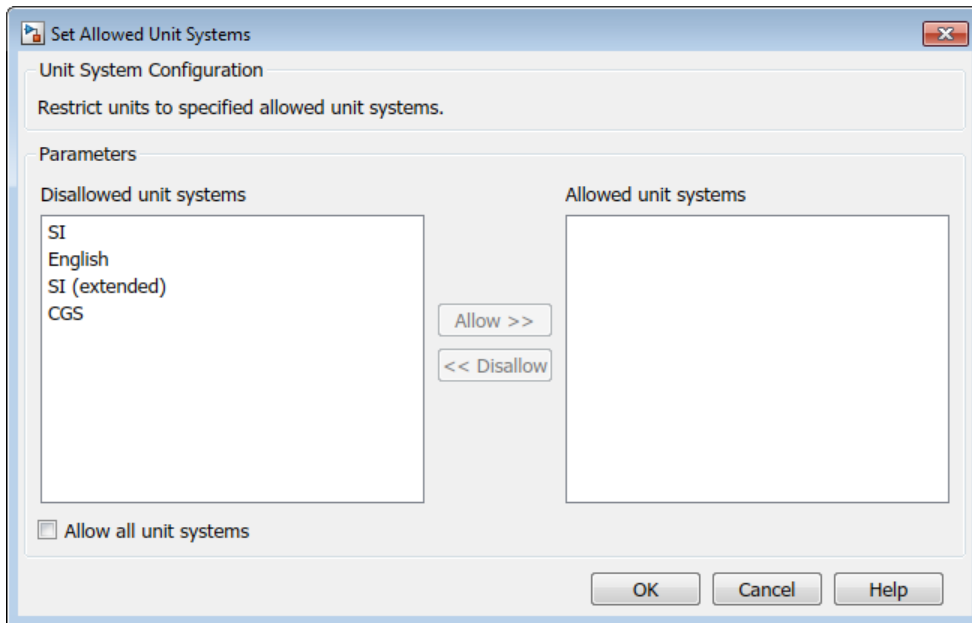 Set Allowed Unit Systems
Unit System Configuration
Restrict units to specified allowed unit systems.
Parameters
Disallowed unit systems
Allowed unit systems
SI
English
SI (extended)
CGS
Allow >>
<< Disallow
Allow all unit systems
OK
Cancel
Help